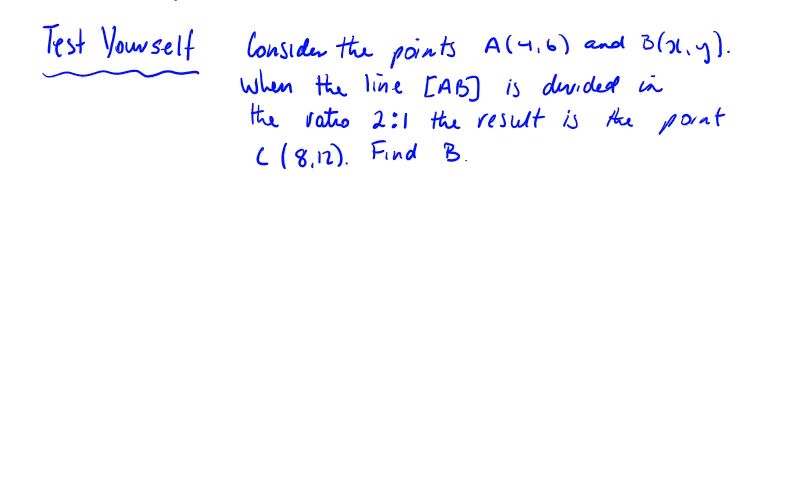 Test Yourself Consider the points A(4,6) and B(x,y).
When the line [AB] is divided in
the ratio 2:1 the result is the point
C(8,12). Find B.